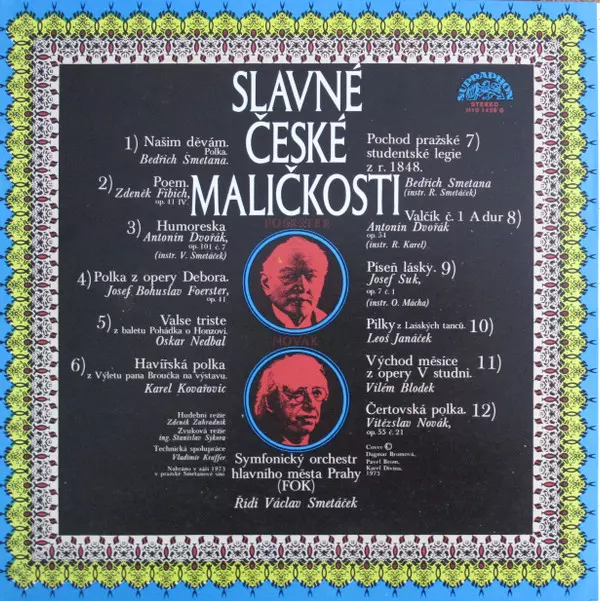 SLAVNÉ
ČESKÉ
MALIČKOSTI
SUPRAPHON
STEREO
1) Našim děvám.
Polka.
Bedřich Smetana.
2) Poem.
Zdeněk Fibich,
op. 41 IV
3) Humoreska
Antonín Dvořák,
op. 101 č. 7
(instr. V. Smetáček)
4) Polka z opery Debora.
Josef Bohuslav Foerster,
op. 41
5) Valse triste
z baletu Pohádka o Honzovi.
Oskar Nedbal
6) Havířská polka
z Výletu pana Broučka na výstavu.
Karel Kovařovic
Hudební režie
Zdeněk Zahradník
Zvuková režie
ing. Stanislav Sýkora
Technická spolupráce
Vladimír Kraffer
Nahráno v září 1973
v pražské Smetanově síni
FOERSTER
NOVÁK
Symfonický orchestr
hlavního města Prahy
(FOK)
Řídí Václav Smetáček
Pochod pražské 7)
studentské legie
z r. 1848.
Bedřich Smetana
(instr. R. Smetáček)
Valčík č. 1 A dur 8)
Antonín Dvořák
op. 54
(instr. R. Karel)
Píseň lásky. 9)
Josef Suk,
op. 7 č. 1
(instr. O. Mácha)
Pilky z Lašských tanců. 10)
Leoš Janáček
Východ měsíce 11)
z opery V studni.
Vilém Blodek
Čertovská polka. 12)
Vítězslav Novák,
op. 55 č. 21
Cover ©
Dagmar Bromová,
Pavel Brom,
Karel Divina,
1973